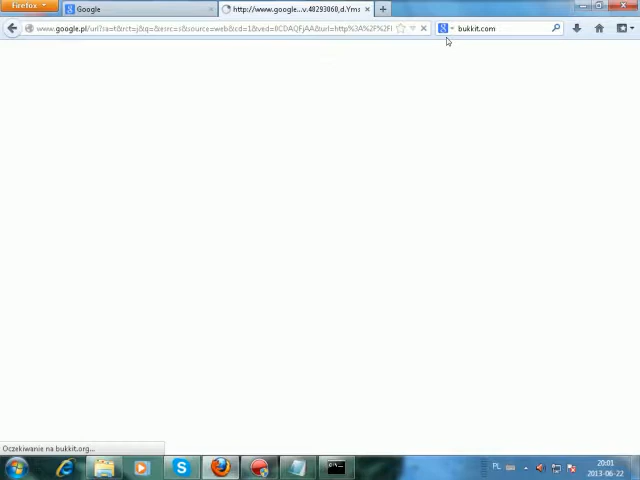 Firefox
Google
http://www.google...v.48293060,d.Yms
bukkit.com
Oczekiwanie na bukkit.org...
PL
20:01
2013-06-22